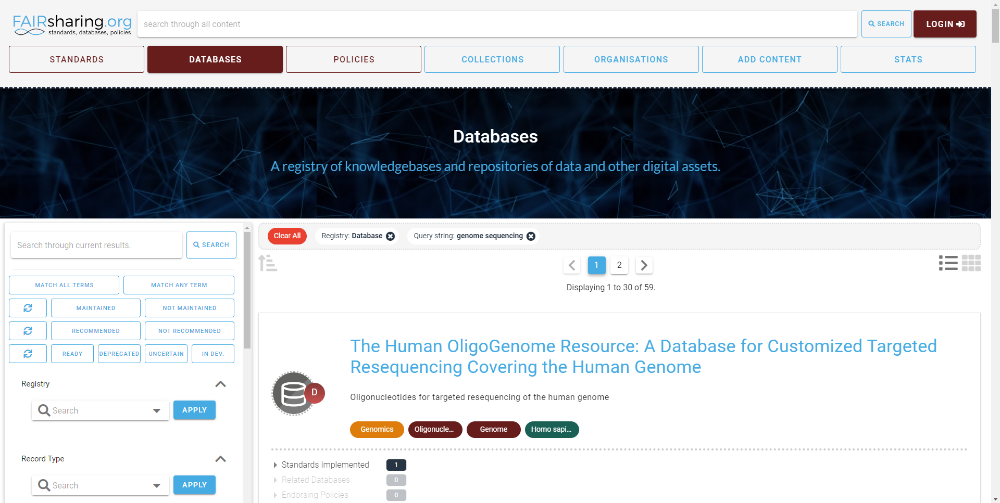 FAIRsharing.org
standards, databases, policies
search through all content
SEARCH
LOGIN
STANDARDS
DATABASES
POLICIES
COLLECTIONS
ORGANISATIONS
ADD CONTENT
STATS
Databases
A registry of knowledgebases and repositories of data and other digital assets.
Search through current results.
SEARCH
MATCH ALL TERMS
MATCH ANY TERM
MAINTAINED
NOT MAINTAINED
RECOMMENDED
NOT RECOMMENDED
READY
DEPRECATED
UNCERTAIN
IN DEV.
Registry
Search
APPLY
Record Type
Search
APPLY
Clear All
Registry: Database
Query string: genome sequencing
1
2
Displaying 1 to 30 of 59.
The Human OligoGenome Resource: A Database for Customized Targeted
Resequencing Covering the Human Genome
D
Oligonucleotides for targeted resequencing of the human genome
Genomics
Oligonucle...
Genome
Homo sapi...
Standards Implemented
1
Related Databases
0
Endorsing Policies
0